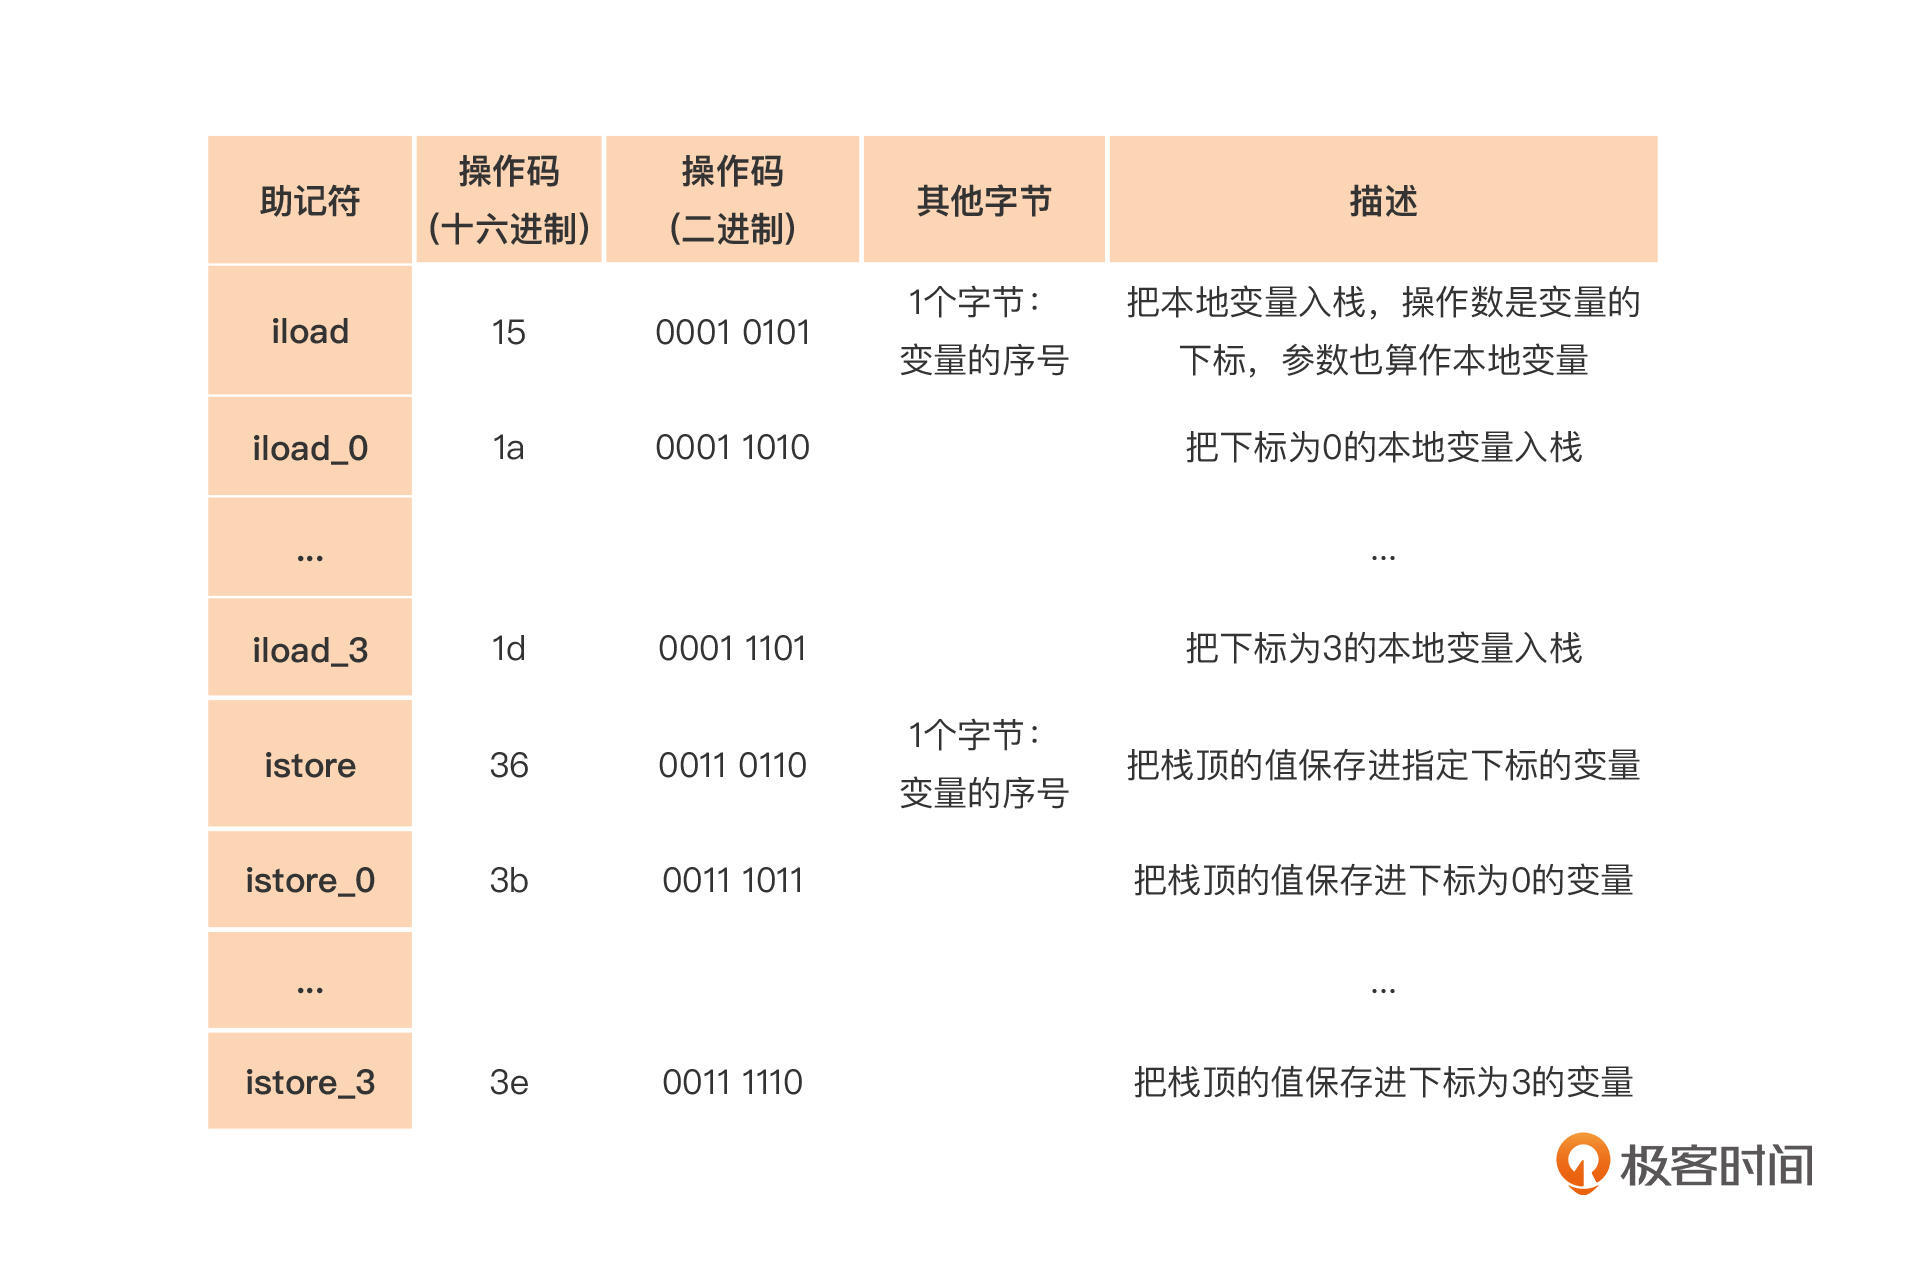 助记符 操作码 操作码 其他字节 描述
(十六进制) (二进制)
iload 15 0001 0101 1个字节: 把本地变量入栈，操作数是变量的
变量的序号 下标，参数也算作本地变量
iload_0 1a 0001 1010 把下标为0的本地变量入栈
... ...
iload_3 1d 0001 1101 把下标为3的本地变量入栈
istore 36 0011 0110 1个字节: 把栈顶的值保存进指定下标的变量
变量的序号
istore_0 3b 0011 1011 把栈顶的值保存进下标为0的变量
... ...
istore_3 3e 0011 1110 把栈顶的值保存进下标为3的变量
极客时间